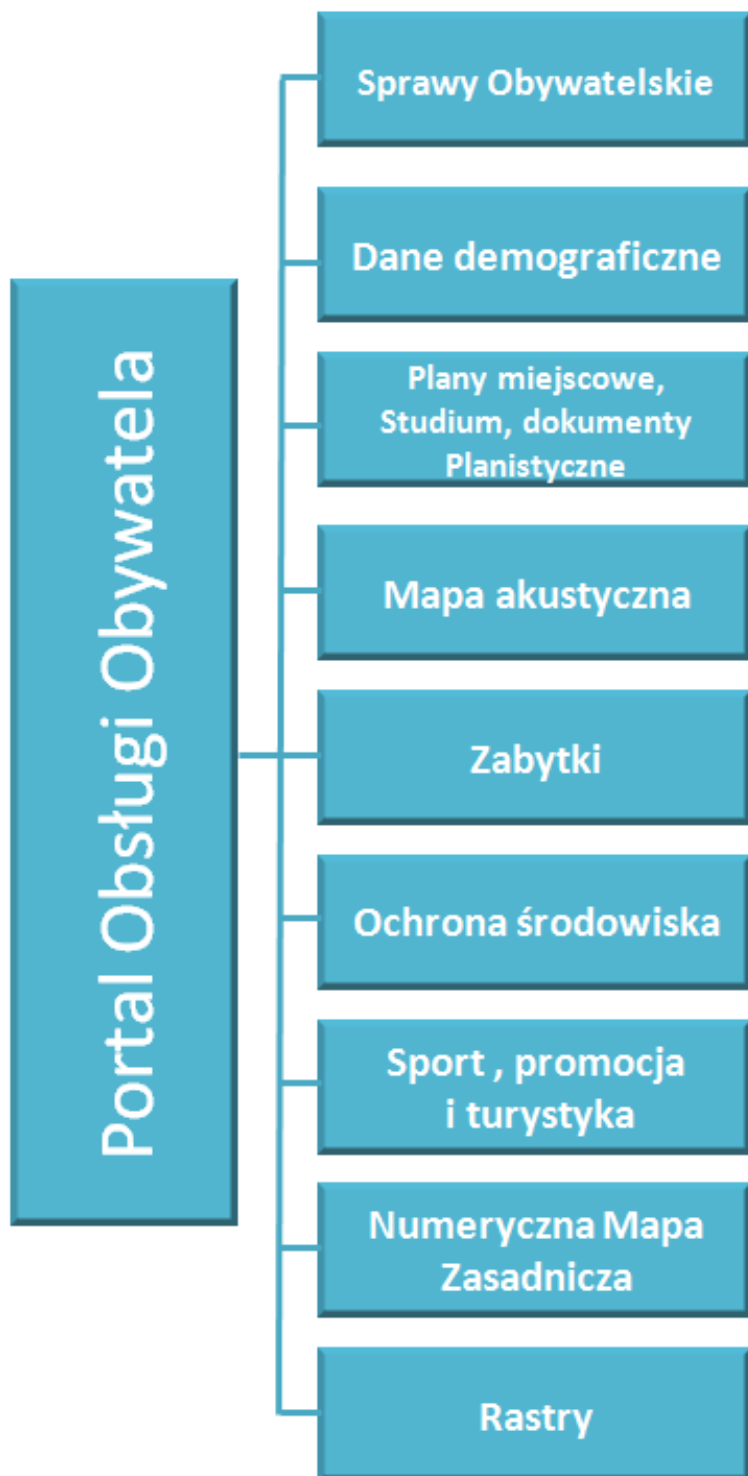 Portal Obsługi Obywatela
Sprawy Obywatelskie
Dane demograficzne
Plany miejscowe,
Studium, dokumenty
Planistyczne
Mapa akustyczna
Zabytki
Ochrona środowiska
Sport , promocja
i turystyka
Numeryczna Mapa
Zasadnicza
Rastry